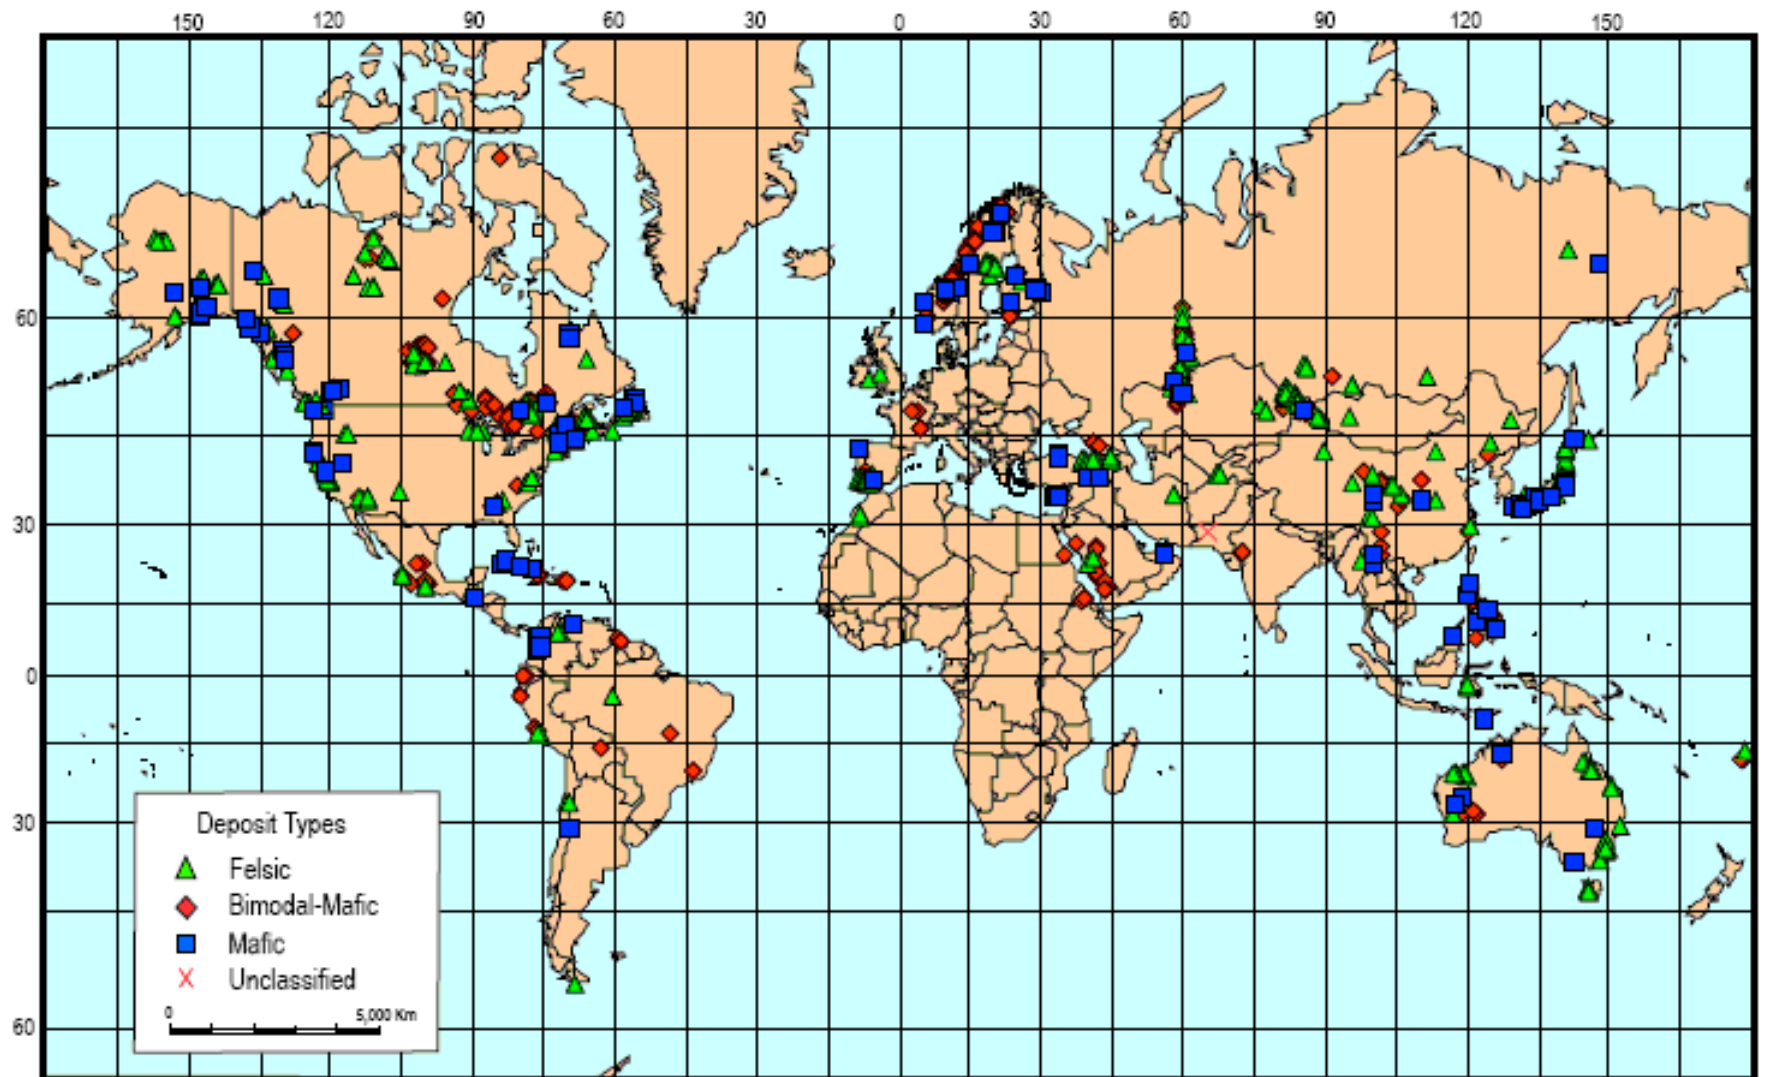 150 120 90 60 30 0 30 60 90 120 150
60
30
0
30
60
Deposit Types
Felsic
Bimodal-Mafic
Mafic
Unclassified
0 5,000 Km